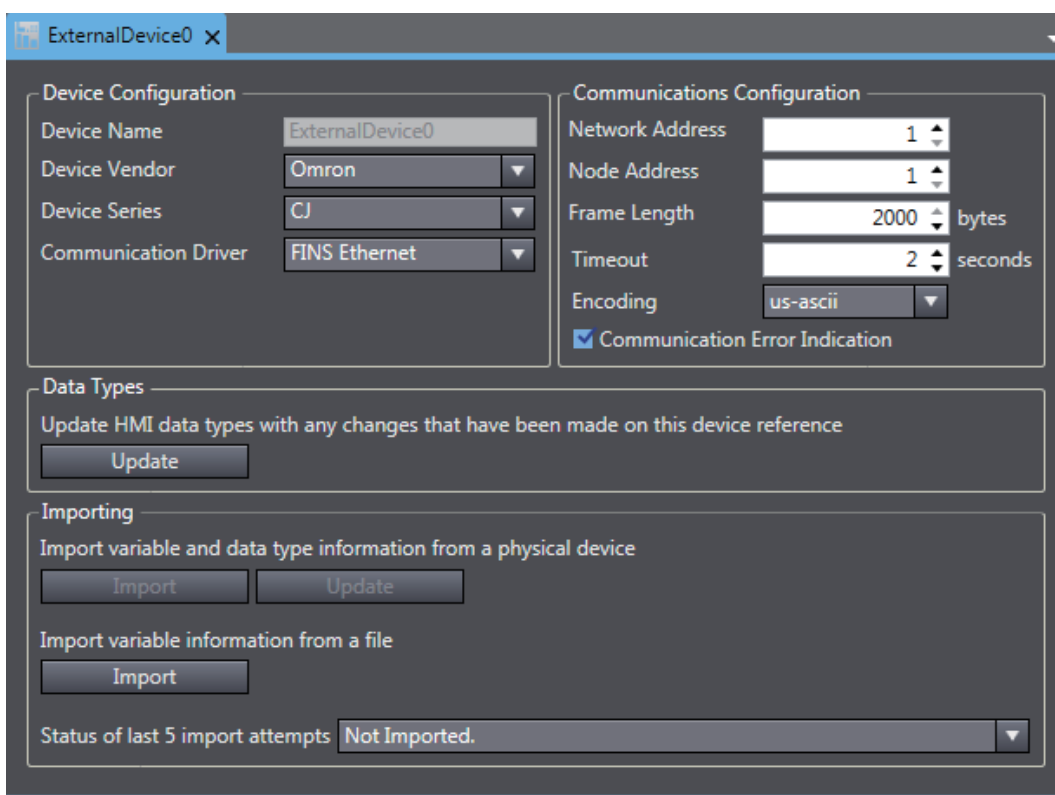 ExternalDevice0
Device Configuration
Device Name ExternalDevice0
Device Vendor Omron
Device Series CJ
Communication Driver FINS Ethernet
Communications Configuration
Network Address 1
Node Address 1
Frame Length 2000 bytes
Timeout 2 seconds
Encoding us-ascii
Communication Error Indication
Data Types
Update HMI data types with any changes that have been made on this device reference
Update
Importing
Import variable and data type information from a physical device
Import Update
Import variable information from a file
Import
Status of last 5 import attempts Not Imported.